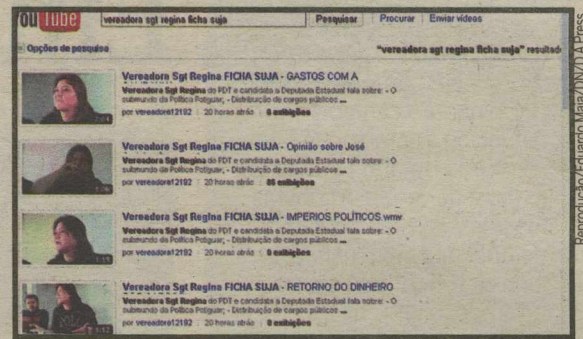 You Tube
vereadora sgt regina ficha suja
Pesquisar
Procurar
Enviar vídeos
Opções de pesquisa
"vereadora sgt regina ficha suja" resultado
Vereadora Sgt Regina FICHA SUJA - GASTOS COM A
Vereadora Sgt Regina do PDT e candidata a Deputada Estadual fala sobre: - O
submundo da Política Potiguar; - Distribuição de cargos públicos ...
por vereadora12192 20 horas atrás 6 exibições
Vereadora Sgt Regina FICHA SUJA - Opinião sobre José
Vereadora Sgt Regina do PDT e candidata a Deputada Estadual fala sobre: - O
submundo da Política Potiguar; - Distribuição de cargos públicos ...
por vereadora12192 20 horas atrás exibições
Vereadora Sgt Regina FICHA SUJA - IMPERIOS POLÍTICOS.wmv
Vereadora Sgt Regina do PDT e candidata a Deputada Estadual fala sobre: - O
submundo da Política Potiguar; - Distribuição de cargos públicos ...
por vereadora12192 20 horas atrás exibições
Vereadora Sgt Regina FICHA SUJA - RETORNO DO DINHEIRO
Vereadora Sgt Regina do PDT e candidata a Deputada Estadual fala sobre: - O
submundo da Política Potiguar; - Distribuição de cargos públicos ...
por vereadora12192 20 horas atrás exibições
Reprodução/Eduardo Maia/DN/D.A Press